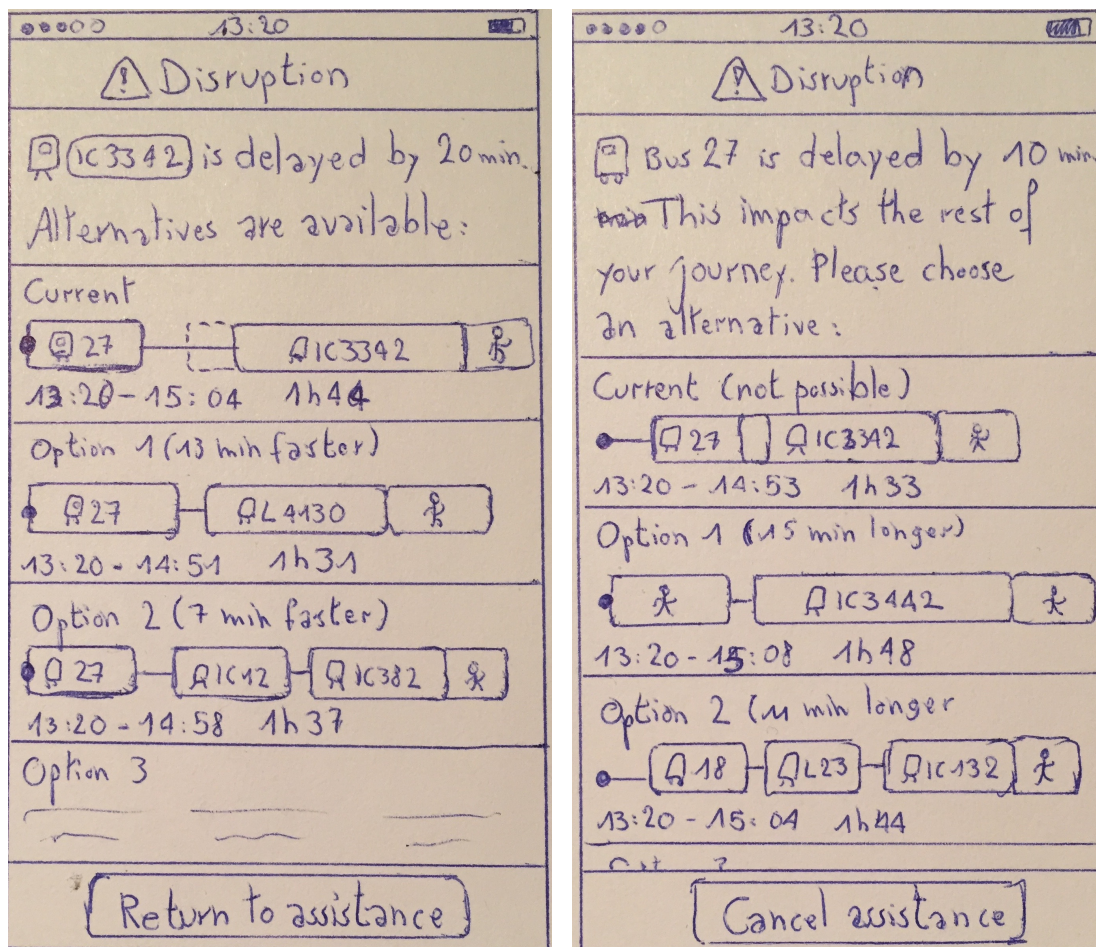 13:20
Disruption
IC3342 is delayed by 20 min.
Alternatives are available:
Current
27 IC3342
13:20 - 15:04 1h44
Option 1 (13 min faster)
27 L4130
13:20 - 14:51 1h31
Option 2 (7 min faster)
27 IC12 IC382
13:20 - 14:58 1h37
Option 3
Return to assistance
13:20
Disruption
Bus 27 is delayed by 10 min
This impacts the rest of
your journey. Please choose
an alternative:
Current (not possible)
27 IC3342
13:20 - 14:53 1h33
Option 1 (15 min longer)
IC3442
13:20 - 15:08 1h48
Option 2 (11 min longer
18 L23 IC132
13:20 - 15:04 1h44
Cancel assistance